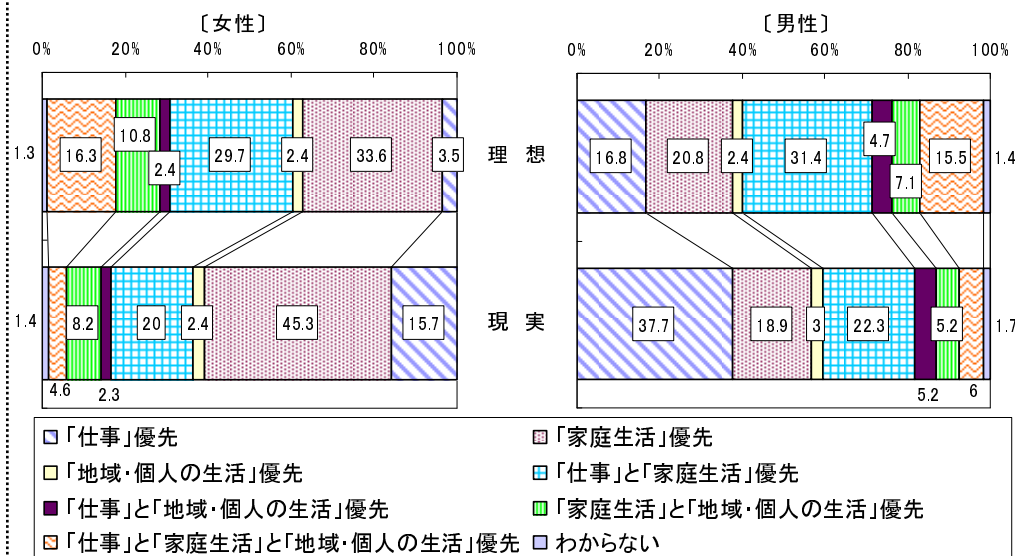 〔女性〕 〔男性〕
0% 20% 40% 60% 80% 100% 0% 20% 40% 60% 80% 100%
1.3 16.3 10.8 2.4 29.7 2.4 33.6 3.5 理想 16.8 20.8 2.4 31.4 4.7 7.1 15.5 1.4
1.4 8.2 20 2.4 45.3 15.7 現実 37.7 18.9 3 22.3 5.2 1.7
4.6 2.3 5.2 6
「仕事」優先 「家庭生活」優先
「地域・個人の生活」優先 「仕事」と「家庭生活」優先
「仕事」と「地域・個人の生活」優先 「家庭生活」と「地域・個人の生活」優先
「仕事」と「家庭生活」と「地域・個人の生活」優先 わからない